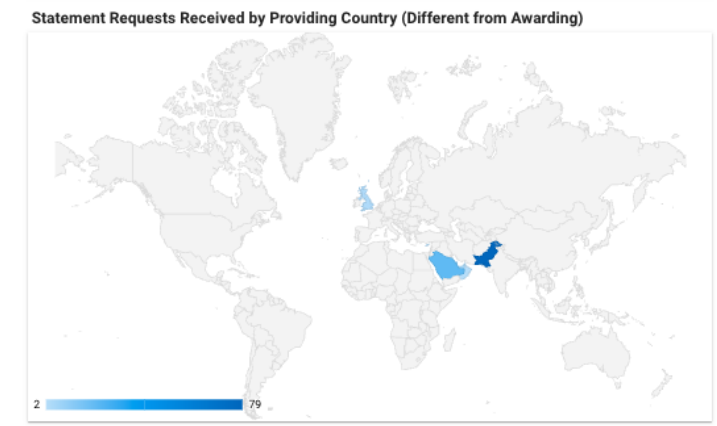 Statement Requests Received by Providing Country (Different from Awarding)
2
79